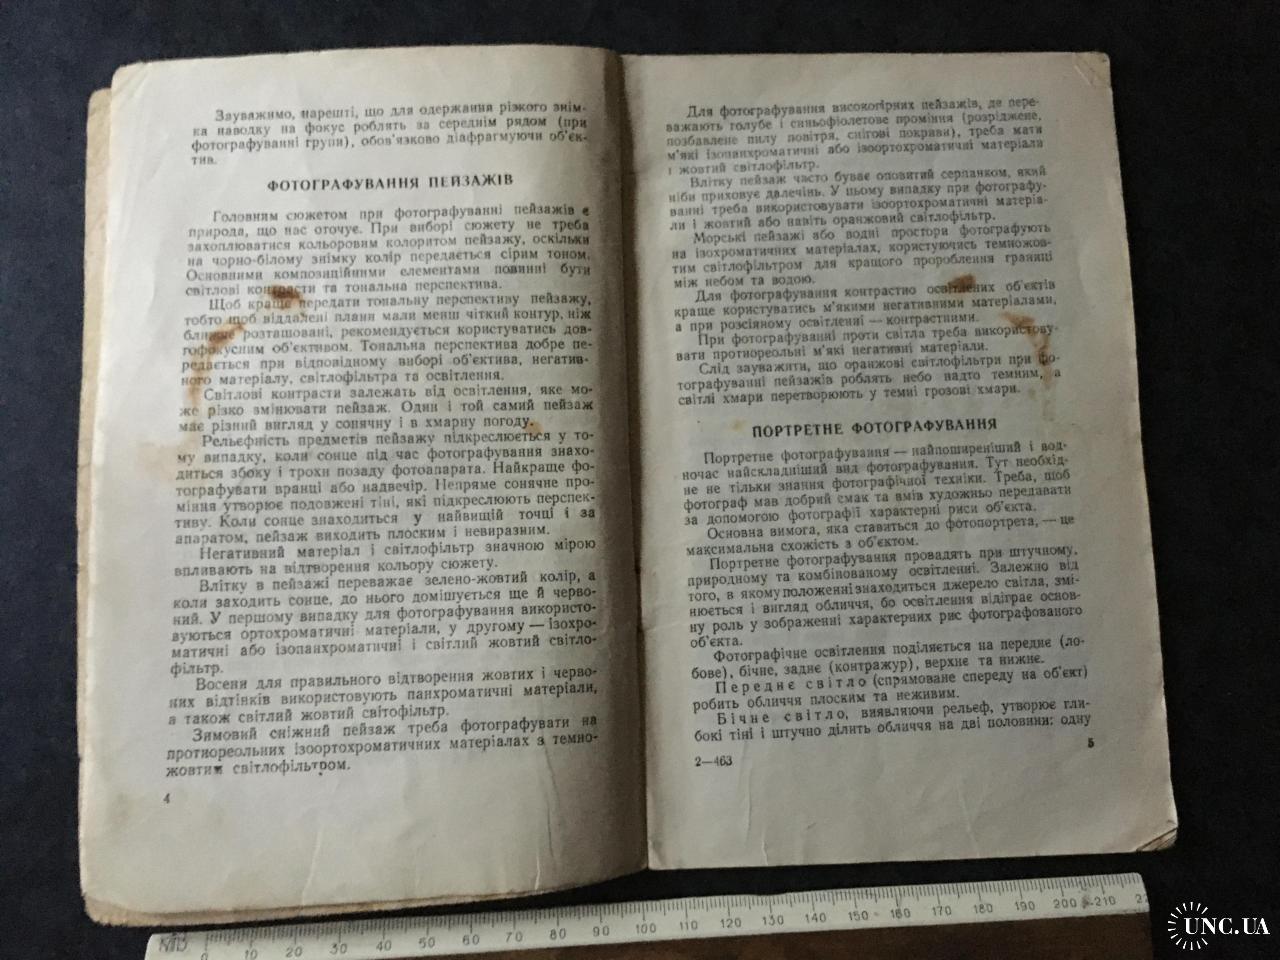 Зауважимо, нарешті, що для одержання різкого знім-
ка наводку на фокус роблять за середнім рядом (при
фотографуванні групи), обов'язково діафрагмуючи об'єк-
тив.
ФОТОГРАФУВАННЯ ПЕЙЗАЖІВ
Головним сюжетом при фотографуванні пейзажів є
природа, що нас оточує. При виборі сюжету не треба
захоплюватися кольоровим колоритом пейзажу, оскільки
на чорно-білому знімку колір передається сірим тоном.
Основними композиційними елементами повинні бути
світлові контрасти та тональна перспектива.
Щоб краще передати тональну перспективу пейзажу,
тобто щоб віддалені плани мали менш чіткий контур, ніж
ближче розташовані, рекомендується користуватись дов-
гофокусним об'єктивом. Тональна перспектива добре пе-
редається при відповідному виборі об'єктива, негатив-
ного матеріалу, світлофільтра та освітлення.
Світлові контрасти залежать від освітлення, яке мо-
же різко змінювати пейзаж. Один і той самий пейзаж
має різний вигляд у сонячну і в хмарну погоду.
Рельєфність предметів пейзажу підкреслюється у то-
му випадку, коли сонце під час фотографування знахо-
диться збоку і трохи позаду фотоапарата. Найкраще фо-
тографувати вранці або надвечір. Непряме сонячне про-
міння утворює подовжені тіні, які підкреслюють перспек-
тиву. Коли сонце знаходиться у найвищій точці і за
апаратом, пейзаж виходить плоским і невиразним.
Негативний матеріал і світлофільтр значною мірою
впливають на відтворення кольору сюжету.
Влітку в пейзажі переважає зелено-жовтий колір, а
коли заходить сонце, до нього домішується ще й черво-
ний. У першому випадку для фотографування використо-
вуються ортохроматичні матеріали, у другому — ізохро-
матичні або ізопанхроматичні і світлий жовтий світло-
фільтр.
Восени для правильного відтворення жовтих і черво-
них відтінків використовують панхроматичні матеріали,
а також світлий жовтий світофільтр.
Зимовий сніжний пейзаж треба фотографувати на
протиореольних ізоортохроматичних матеріалах з темно-
жовтим світлофільтром.
4
Для фотографування високогірних пейзажів, де пере-
важають голубе і синьофіолетове проміння (розріджене,
позбавлене пилу повітря, снігові покриви), треба мати
м'які ізопанхроматичні або ізоортохроматичні матеріали
і жовтий світлофільтр.
Влітку пейзаж часто буває оповитий серпанком, який
ніби приховує далечінь. У цьому випадку при фотографу-
ванні треба використовувати ізоортохроматичні матеріа-
ли і жовтий або навіть оранжовий світлофільтр.
Морські пейзажі або водні простори фотографують
на ізохроматичних матеріалах, користуючись темножов-
тим світлофільтром для кращого пророблення границі
між небом та водою.
Для фотографування контрастно освітлених об'єктів
краще користуватись м'якими негативними матеріалами,
а при розсіяному освітленні — контрастними.
При фотографуванні проти світла треба використову-
вати протиореольні м'які негативні матеріали.
Слід зауважити, що оранжові світлофільтри при фо-
тографуванні пейзажів роблять небо надто темним, а
світлі хмари перетворюють у темні грозові хмари.
ПОРТРЕТНЕ ФОТОГРАФУВАННЯ
Портретне фотографування — найпоширеніший і вод-
ночас найскладніший вид фотографування. Тут необхід-
не не тільки знання фотографічної техніки. Треба, щоб
фотограф мав добрий смак та вмів художньо передавати
за допомогою фотографії характерні риси об'єкта.
Основна вимога, яка ставиться до фотопортрета, — це
максимальна схожість з об'єктом.
Портретне фотографування провадять при штучному,
природному та комбінованому освітленні. Залежно від
того, в якому положенні знаходиться джерело світла, змі-
нюється і вигляд обличчя, бо освітлення відіграє основ-
ну роль у зображенні характерних рис фотографованого
об'єкта.
Фотографічне освітлення поділяється на переднє (ло-
бове), бічне, заднє (контражур), верхнє та нижнє.
Переднє світло (спрямоване спереду на об'єкт)
робить обличчя плоским та неживим.
Бічне світло, виявляючи рельєф, утворює гли-
бокі тіні і штучно ділить обличчя на дві половини: одну
2—463
5
0 10 20 30 40 50 60 70 80 90 100 110 120 130 140 150 160 170 180 190 200 210
UNC.UA